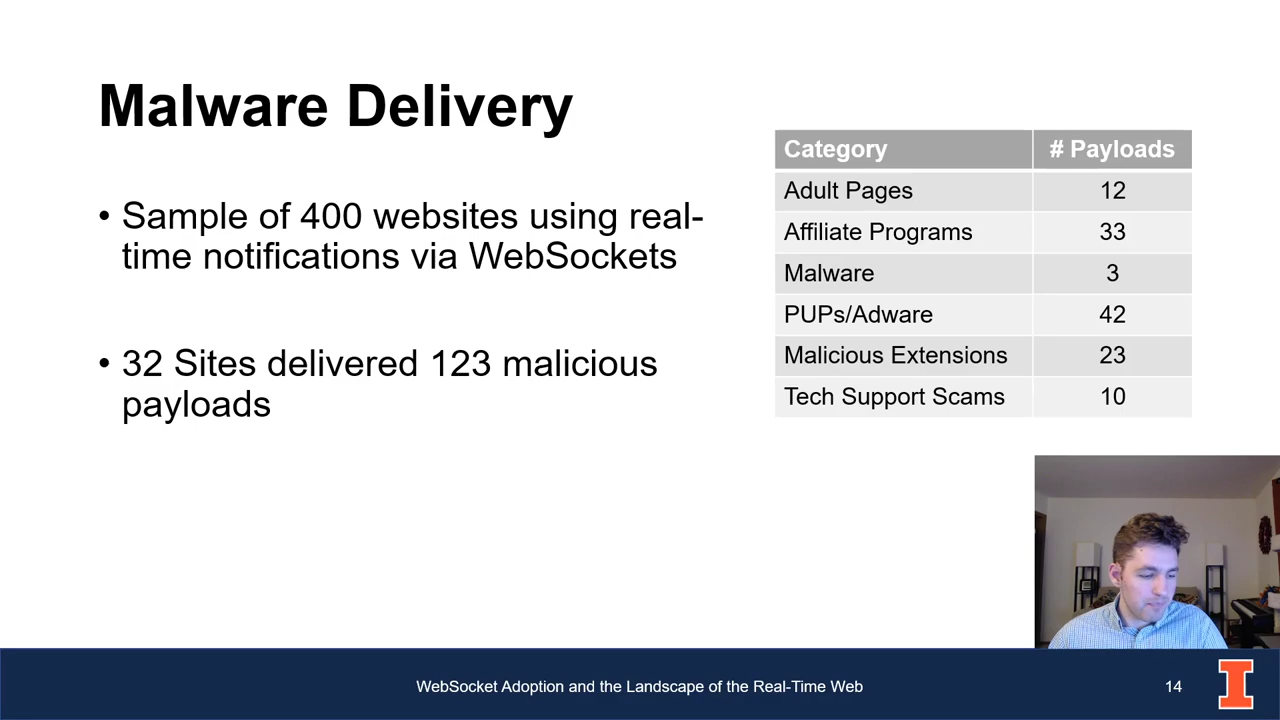 Malware Delivery
• Sample of 400 websites using real-
time notifications via WebSockets
• 32 Sites delivered 123 malicious
payloads
Category # Payloads
Adult Pages 12
Affiliate Programs 33
Malware 3
PUPs/Adware 42
Malicious Extensions 23
Tech Support Scams 10
WebSocket Adoption and the Landscape of the Real-Time Web 14